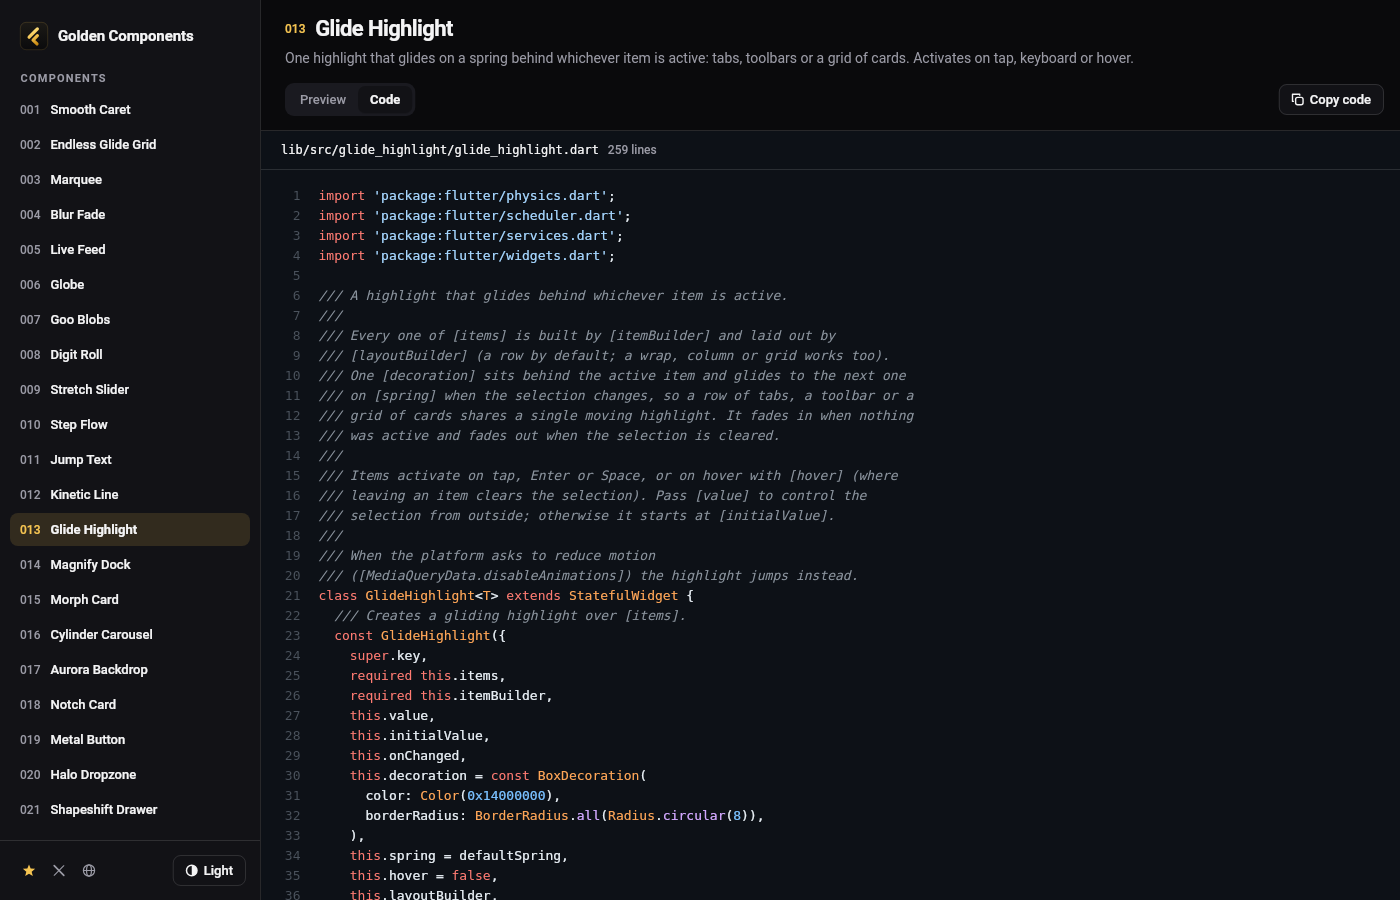 Golden Components
COMPONENTS
001 Smooth Caret
002 Endless Glide Grid
003 Marquee
004 Blur Fade
005 Live Feed
006 Globe
007 Goo Blobs
008 Digit Roll
009 Stretch Slider
010 Step Flow
011 Jump Text
012 Kinetic Line
013 Glide Highlight
014 Magnify Dock
015 Morph Card
016 Cylinder Carousel
017 Aurora Backdrop
018 Notch Card
019 Metal Button
020 Halo Dropzone
021 Shapeshift Drawer
Light
013 Glide Highlight
One highlight that glides on a spring behind whichever item is active: tabs, toolbars or a grid of cards. Activates on tap, keyboard or hover.
Preview Code
Copy code
lib/src/glide_highlight/glide_highlight.dart 259 lines
1 import 'package:flutter/physics.dart';
2 import 'package:flutter/scheduler.dart';
3 import 'package:flutter/services.dart';
4 import 'package:flutter/widgets.dart';
5
6 /// A highlight that glides behind whichever item is active.
7 ///
8 /// Every one of [items] is built by [itemBuilder] and laid out by
9 /// [layoutBuilder] (a row by default; a wrap, column or grid works too).
10 /// One [decoration] sits behind the active item and glides to the next one
11 /// on [spring] when the selection changes, so a row of tabs, a toolbar or a
12 /// grid of cards shares a single moving highlight. It fades in when nothing
13 /// was active and fades out when the selection is cleared.
14 ///
15 /// Items activate on tap, Enter or Space, or on hover with [hover] (where
16 /// leaving an item clears the selection). Pass [value] to control the
17 /// selection from outside; otherwise it starts at [initialValue].
18 ///
19 /// When the platform asks to reduce motion
20 /// ([MediaQueryData.disableAnimations]) the highlight jumps instead.
21 class GlideHighlight<T> extends StatefulWidget {
22   /// Creates a gliding highlight over [items].
23   const GlideHighlight({
24     super.key,
25     required this.items,
26     required this.itemBuilder,
27     this.value,
28     this.initialValue,
29     this.onChanged,
30     this.decoration = const BoxDecoration(
31       color: Color(0x14000000),
32       borderRadius: BorderRadius.all(Radius.circular(8)),
33     ),
34     this.spring = defaultSpring,
35     this.hover = false,
36     this.layoutBuilder,